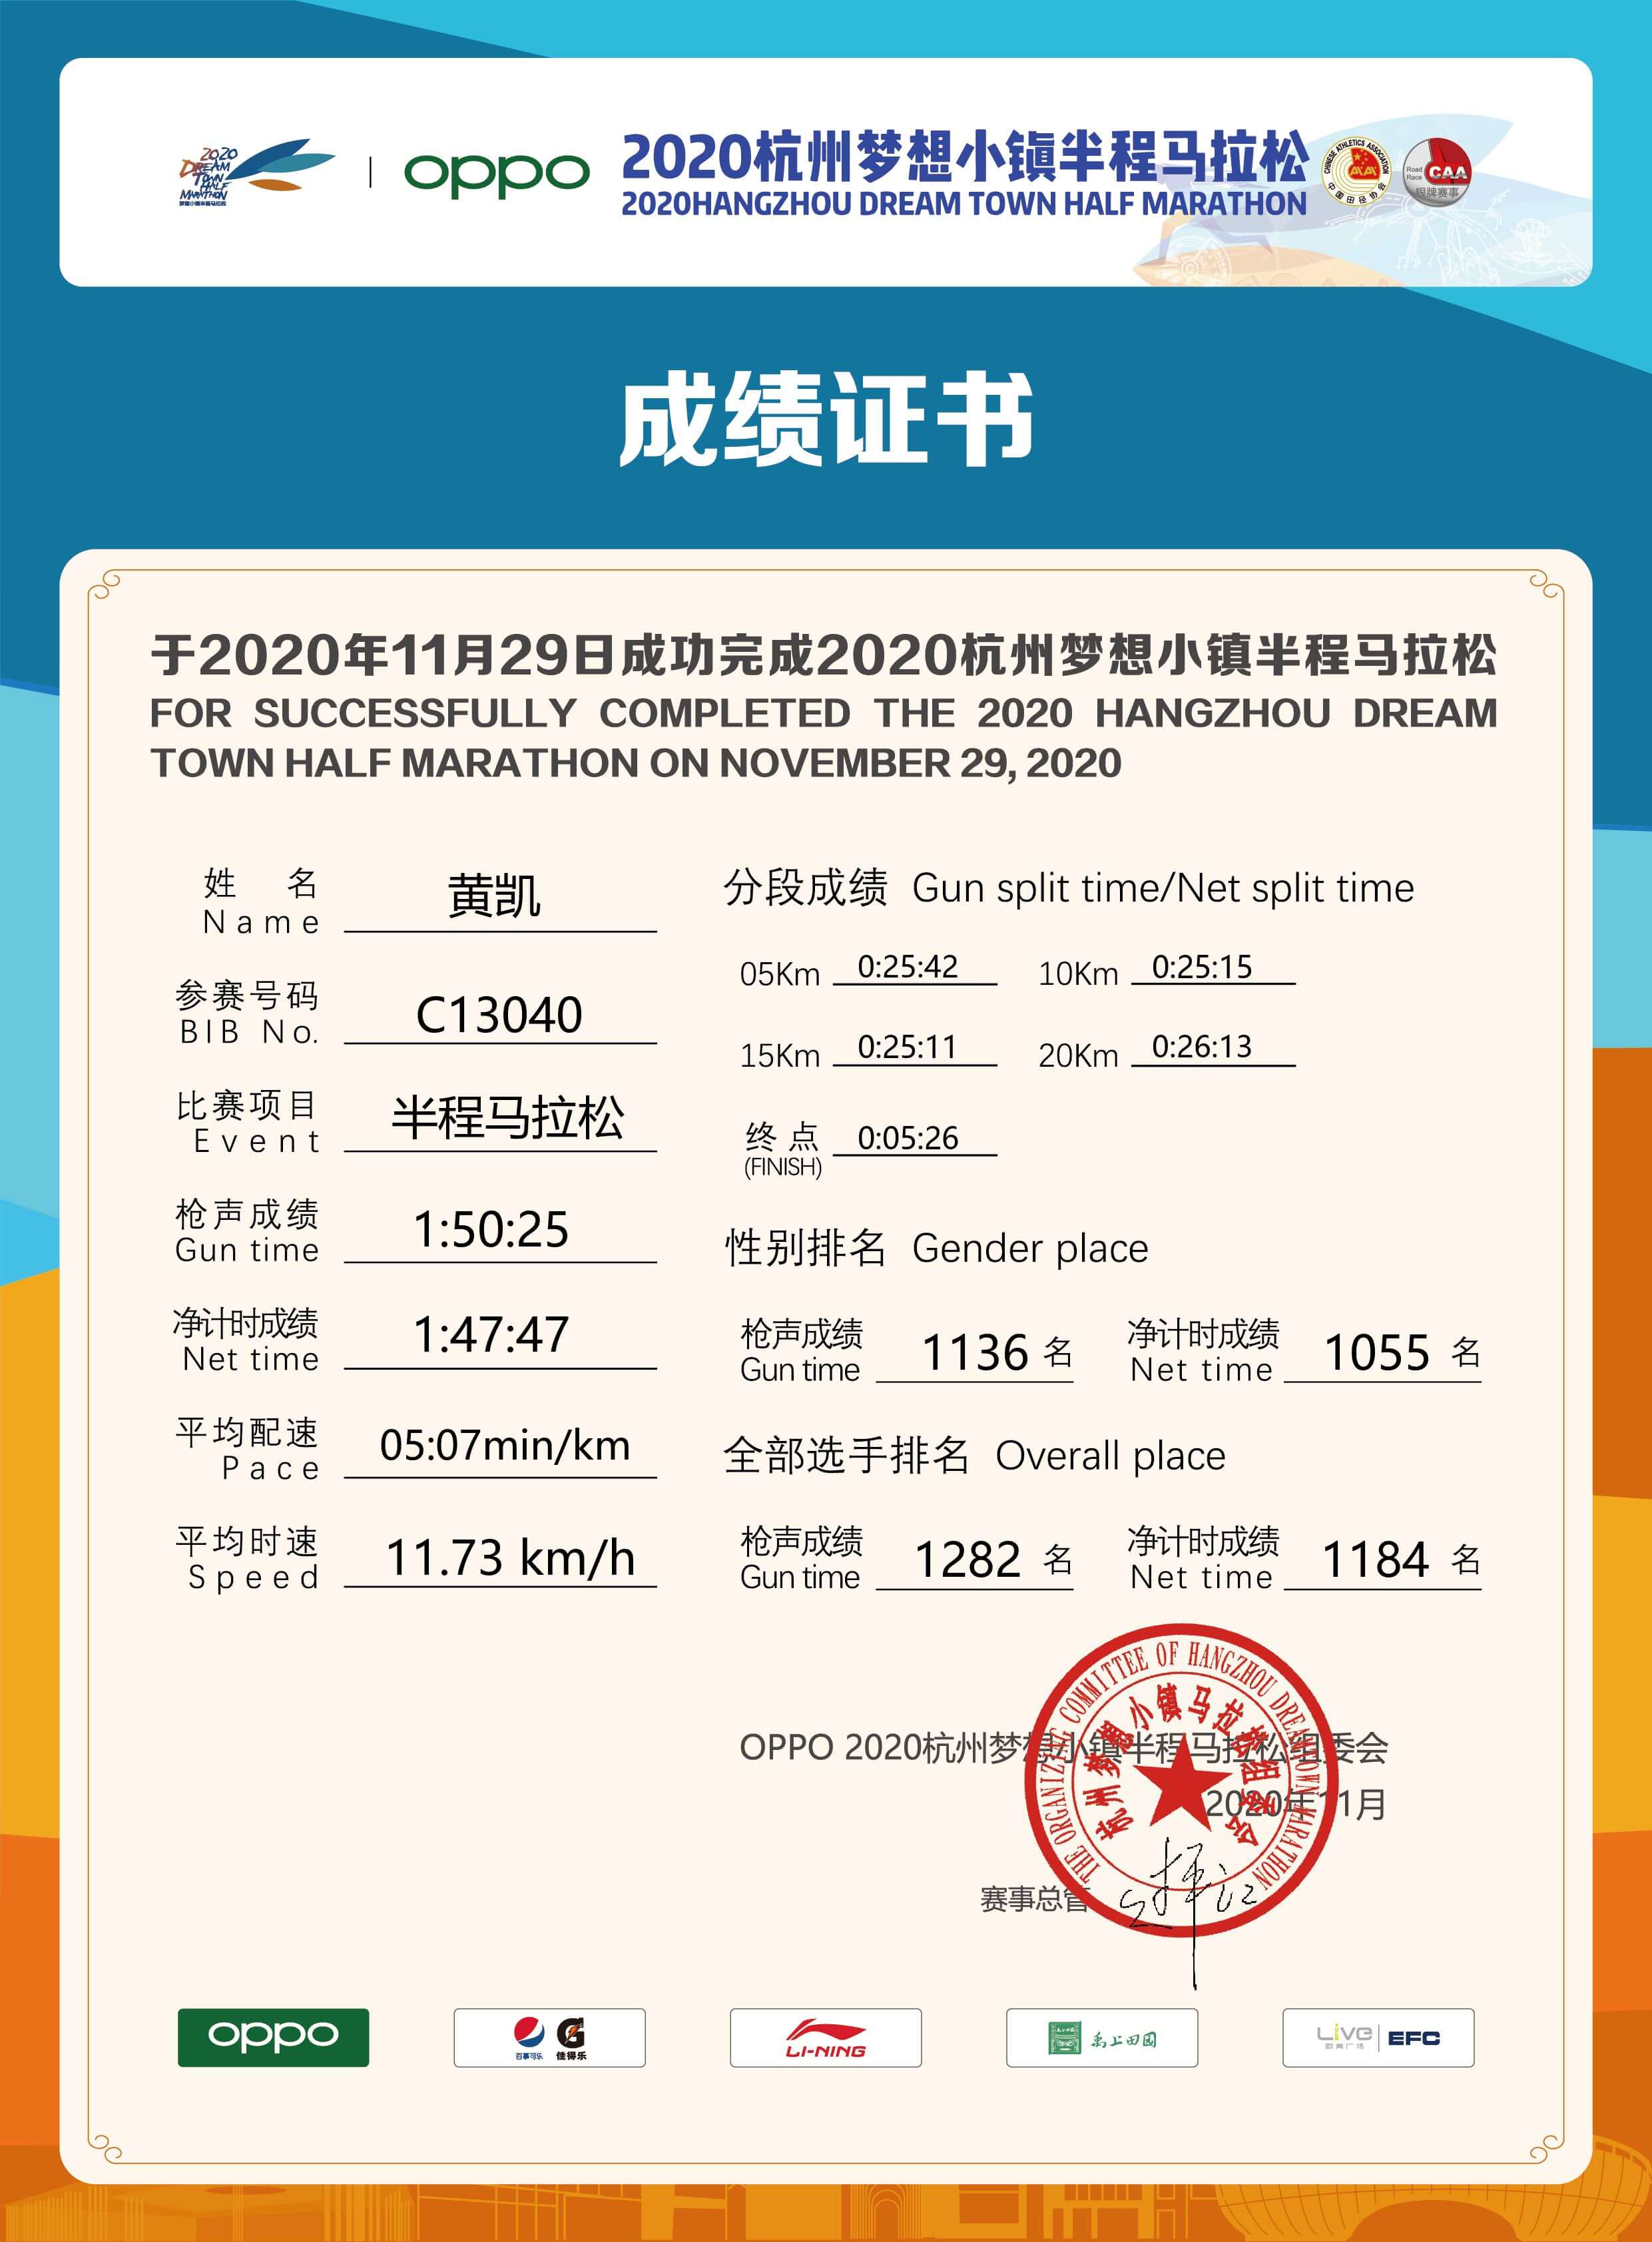 2020
DREAM
TOWN
HALF
MARATHON
梦想小镇半程马拉松
oppo
2020杭州梦想小镇半程马拉松
2020HANGZHOU DREAM TOWN HALF MARATHON
CHINESE ATHLETICS ASSOCIATION
中国田径协会
Road Race CAA
银牌赛事
成绩证书
于2020年11月29日成功完成2020杭州梦想小镇半程马拉松
FOR SUCCESSFULLY COMPLETED THE 2020 HANGZHOU DREAM
TOWN HALF MARATHON ON NOVEMBER 29, 2020
姓名 黄凯
Name
参赛号码 C13040
BIB No.
比赛项目 半程马拉松
Event
枪声成绩 1:50:25
Gun time
净计时成绩 1:47:47
Net time
平均配速 05:07min/km
Pace
平均时速 11.73 km/h
Speed
分段成绩 Gun split time/Net split time
05Km 0:25:42 10Km 0:25:15
15Km 0:25:11 20Km 0:26:13
终点 0:05:26
(FINISH)
性别排名 Gender place
枪声成绩 1136 名 净计时成绩 1055 名
Gun time Net time
全部选手排名 Overall place
枪声成绩 1282 名 净计时成绩 1184 名
Gun time Net time
OPPO 2020杭州梦想小镇半程马拉松组委会
2020年11月
THE ORGANIZING COMMITTEE OF HANGZHOU DREAMTOWN MARATHON
杭州梦想小镇马拉松组委会
赛事总管
oppo
百事可乐 佳得乐
LI-NING
禹上田园
Live EFC
欧美广场